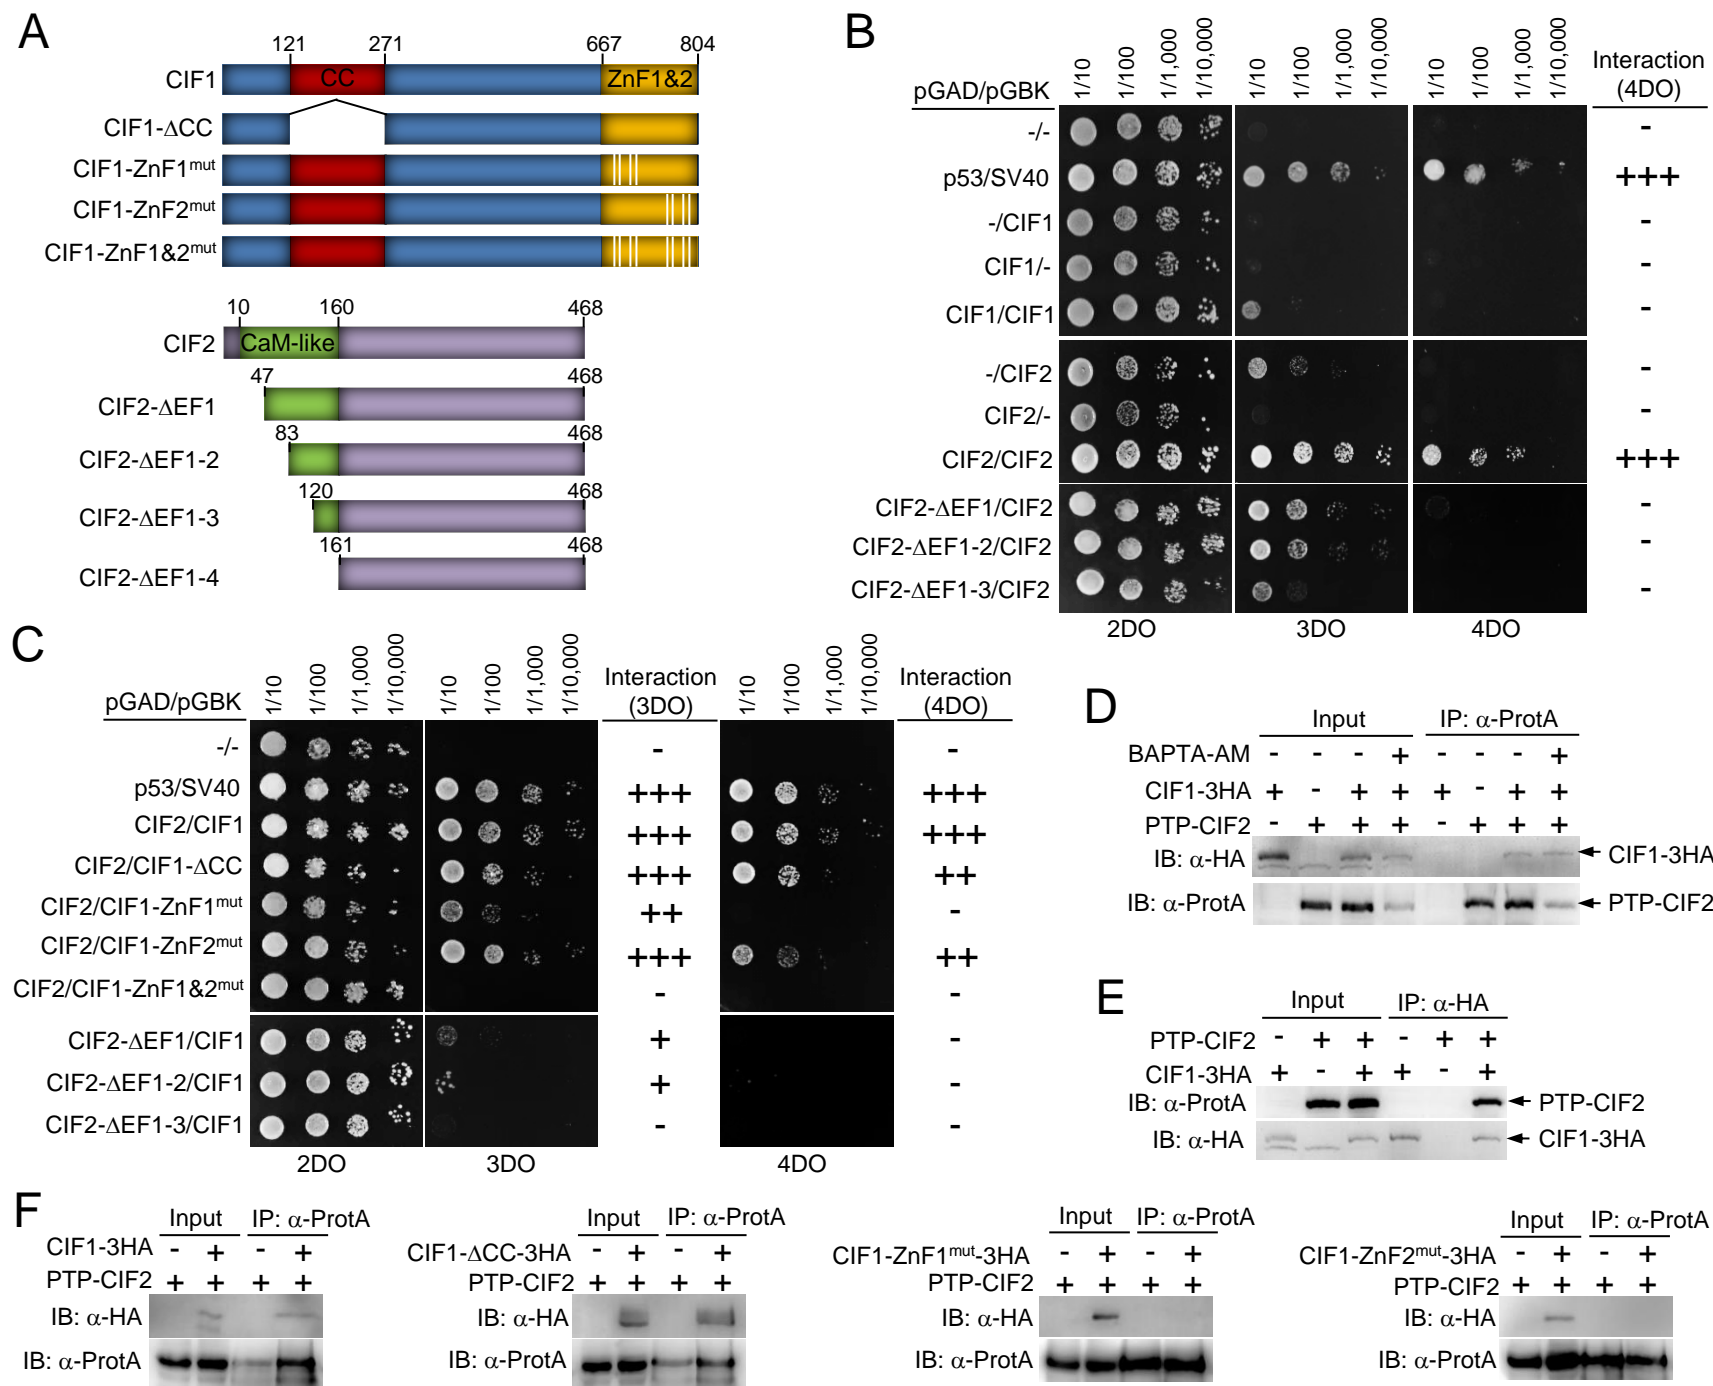 A
121 271 667 804
CIF1 CC ZnF1&2
CIF1-ΔCC
CIF1-ZnF1mut
CIF1-ZnF2mut
CIF1-ZnF1&2mut
10 160 468
CIF2 CaM-like
47 468
CIF2-ΔEF1
83 468
CIF2-ΔEF1-2
120 468
CIF2-ΔEF1-3
161 468
CIF2-ΔEF1-4
B
pGAD/pGBK 1/10 1/100 1/1,000 1/10,000 1/10 1/100 1/1,000 1/10,000 1/10 1/100 1/1,000 1/10,000 Interaction
(4DO)
-/- -
p53/SV40 +++
-/CIF1 -
CIF1/- -
CIF1/CIF1 -
-/CIF2 -
CIF2/- -
CIF2/CIF2 +++
CIF2-ΔEF1/CIF2 -
CIF2-ΔEF1-2/CIF2 -
CIF2-ΔEF1-3/CIF2 -
2DO 3DO 4DO
C
pGAD/pGBK 1/10 1/100 1/1,000 1/10,000 1/10 1/100 1/1,000 1/10,000 Interaction (3DO) 1/10 1/100 1/1,000 1/10,000 Interaction (4DO)
-/- - -
p53/SV40 +++ +++
CIF2/CIF1 +++ +++
CIF2/CIF1-ΔCC +++ ++
CIF2/CIF1-ZnF1mut ++ -
CIF2/CIF1-ZnF2mut +++ ++
CIF2/CIF1-ZnF1&2mut - -
CIF2-ΔEF1/CIF1 + -
CIF2-ΔEF1-2/CIF1 + -
CIF2-ΔEF1-3/CIF1 - -
2DO 3DO 4DO
D
Input IP: α-ProtA
BAPTA-AM - - - + - - - +
CIF1-3HA + - + + + - + +
PTP-CIF2 - + + + - + + +
IB: α-HA CIF1-3HA
IB: α-ProtA PTP-CIF2
E
Input IP: α-HA
PTP-CIF2 - + + - + +
CIF1-3HA + - + + - +
IB: α-ProtA PTP-CIF2
IB: α-HA CIF1-3HA
F
Input IP: α-ProtA
CIF1-3HA - + - +
PTP-CIF2 + + + +
IB: α-HA
IB: α-ProtA
Input IP: α-ProtA
CIF1-ΔCC-3HA - + - +
PTP-CIF2 + + + +
IB: α-HA
IB: α-ProtA
Input IP: α-ProtA
CIF1-ZnF1mut-3HA - + - +
PTP-CIF2 + + + +
IB: α-HA
IB: α-ProtA
Input IP: α-ProtA
CIF1-ZnF2mut-3HA - + - +
PTP-CIF2 + + + +
IB: α-HA
IB: α-ProtA